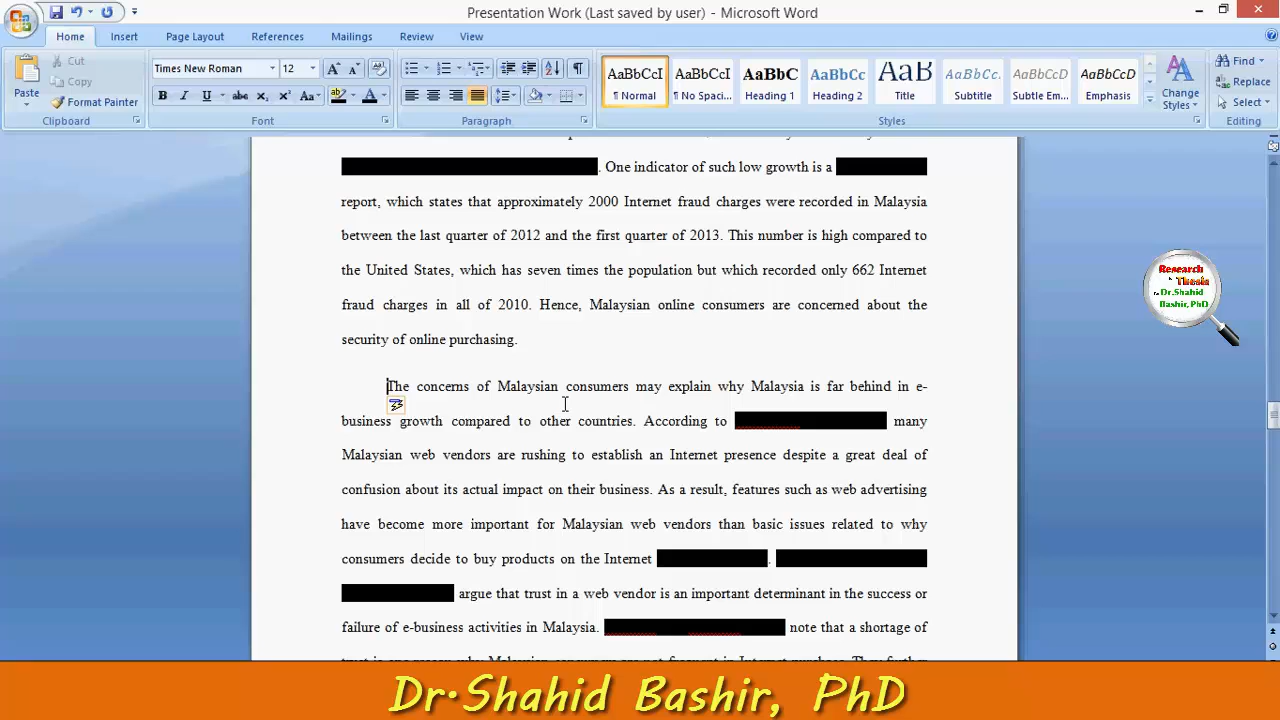 Presentation Work (Last saved by user) - Microsoft Word
Home Insert Page Layout References Mailings Review View
Paste
Cut
Copy
Format Painter
Clipboard
Times New Roman 12
B I U abc x₂ x² Aa
Font
Paragraph
AaBbCcI AaBbCcI AaBbC AaBbCc AaB AaBbCc. AaBbCcD AaBbCcD
¶ Normal ¶ No Spaci... Heading 1 Heading 2 Title Subtitle Subtle Em... Emphasis
Change
Styles
Styles
Find
Replace
Select
Editing
. One indicator of such low growth is a
report, which states that approximately 2000 Internet fraud charges were recorded in Malaysia
between the last quarter of 2012 and the first quarter of 2013. This number is high compared to
the United States, which has seven times the population but which recorded only 662 Internet
fraud charges in all of 2010. Hence, Malaysian online consumers are concerned about the
security of online purchasing.
The concerns of Malaysian consumers may explain why Malaysia is far behind in e-
business growth compared to other countries. According to many
Malaysian web vendors are rushing to establish an Internet presence despite a great deal of
confusion about its actual impact on their business. As a result, features such as web advertising
have become more important for Malaysian web vendors than basic issues related to why
consumers decide to buy products on the Internet .
argue that trust in a web vendor is an important determinant in the success or
failure of e-business activities in Malaysia. note that a shortage of
Research
Thesis
Dr.Shahid
Bashir, PhD
Dr.Shahid Bashir, PhD